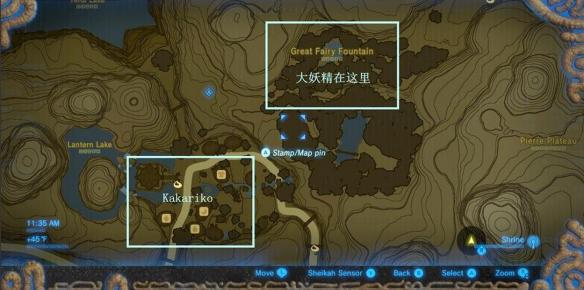 Great Fairy Fountain
大妖精在这里
Lantern Lake
Pierre Plateau
A Stamp/Map pin
Kakariko
11:35 AM
+45°F
Shrine
Move L
Sheikah Sensor Y
Back B
Select A
Zoom